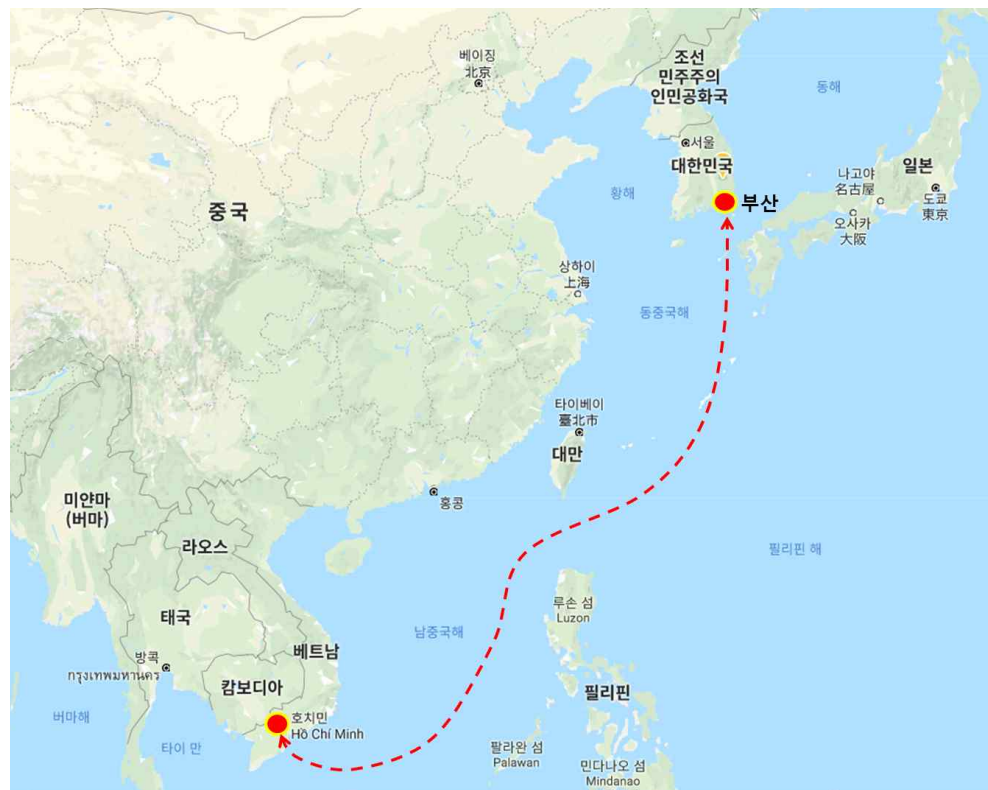 베이징
北京
조선
민주주의
인민공화국
동해
서울
대한민국
일본
나고야
名古屋
도쿄
東京
오사카
大阪
황해
부산
중국
상하이
上海
동중국해
타이베이
臺北市
대만
홍콩
미얀마
(버마)
라오스
필리핀 해
태국
루손 섬
Luzon
남중국해
방콕
กรุงเทพมหานคร
베트남
캄보디아
필리핀
버마해
호치민
Hồ Chí Minh
타이 만
팔라완 섬
Palawan
민다나오 섬
Mindanao